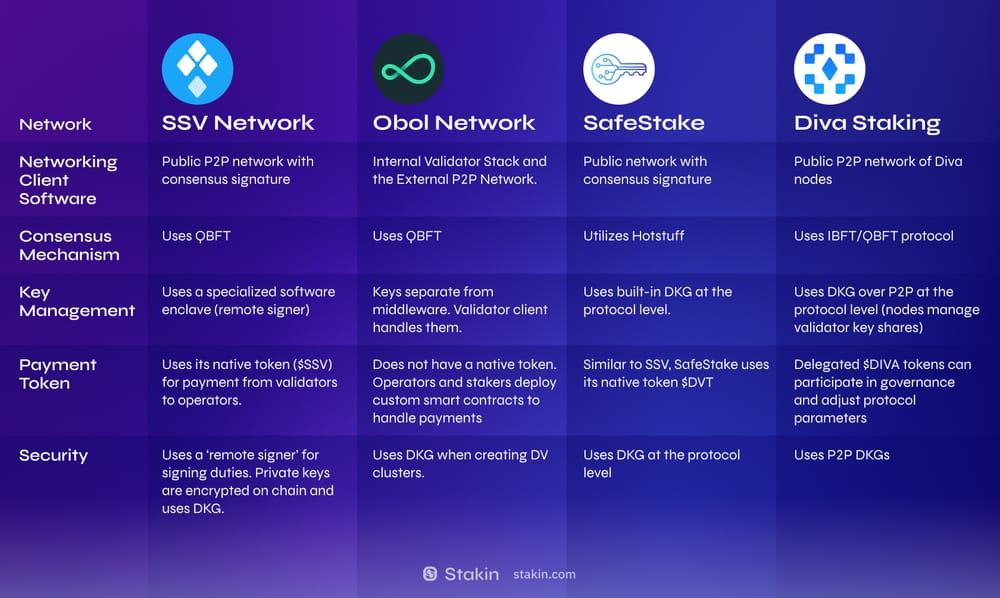 Network
SSV Network
Obol Network
SafeStake
Diva Staking
Networking
Client
Software
Public P2P network with
consensus signature
Internal Validator Stack and
the External P2P Network.
Public network with
consensus signature
Public P2P network of Diva
nodes
Consensus
Mechanism
Uses QBFT
Uses QBFT
Utilizes Hotstuff
Uses IBFT/QBFT protocol
Key
Management
Uses a specialized software
enclave (remote signer)
Keys separate from
middleware. Validator client
handles them.
Uses built-in DKG at the
protocol level.
Uses DKG over P2P at the
protocol level (nodes manage
validator key shares)
Payment
Token
Uses its native token ($SSV)
for payment from validators
to operators.
Does not have a native token.
Operators and stakers deploy
custom smart contracts to
handle payments
Similar to SSV, SafeStake uses
its native token $DVT
Delegated $DIVA tokens can
participate in governance
and adjust protocol
parameters
Security
Uses a ‘remote signer’ for
signing duties. Private keys
are encrypted on chain and
uses DKG.
Uses DKG when creating DV
clusters.
Uses DKG at the protocol
level
Uses P2P DKGs
Stakin stakin.com